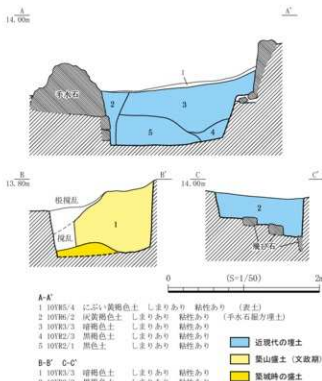 A
A'
14.00m
1
手水石
2
3
5
4
B
B'
13.80m
根撹乱
撹乱
1
C
C'
14.00m
2
飛び石
0
(S=1/50)
2m
A-A'
1 10YR5/4 にぶい黄褐色土 しまりあり 粘性あり (表土)
2 10YR6/2 灰黄褐色土 しまりあり 粘性あり (手水石掘方埋土)
3 10YR3/3 暗褐色土 しまりあり 粘性あり
4 10YR2/3 黒褐色土 しまりあり 粘性あり
5 10YR2/1 黒色土 しまりあり 粘性あり
B-B' C-C'
近現代の埋土
築山盛土(文政期)
築城時の盛土